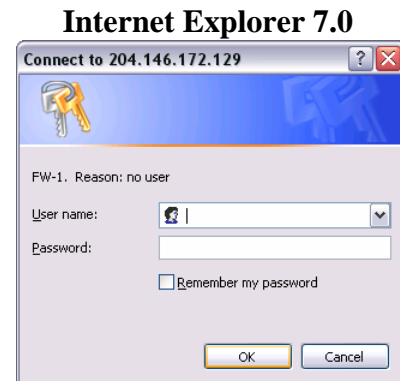 Internet Explorer 7.0
Connect to 204.146.172.129
FW-1. Reason: no user
User name:
Password:
Remember my password
OK Cancel